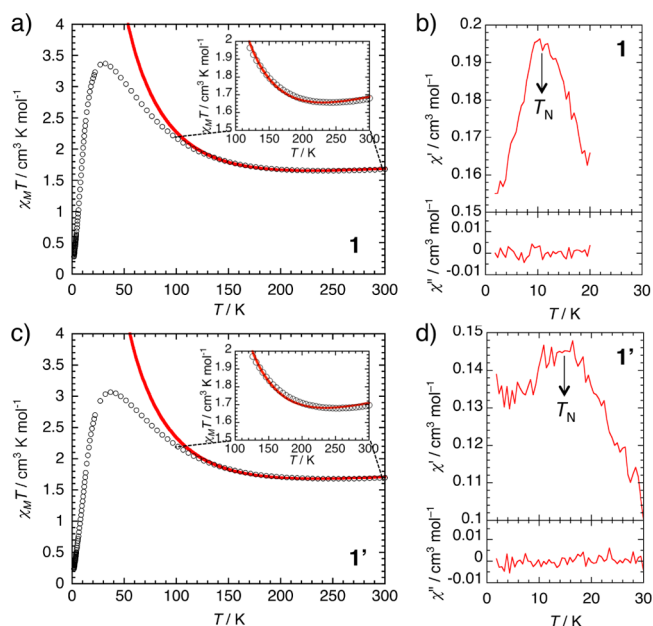 a)
χMT / cm³ K mol⁻¹
4
3.5
3
2.5
2
1.5
1
0.5
0
0 50 100 150 200 250 300
T / K
1
χMT / cm³ K mol⁻¹
2
1.9
1.8
1.7
1.6
1.5
100 150 200 250 300
T / K
b)
1
χ' / cm³ mol⁻¹
0.2
0.19
0.18
0.17
0.16
0.15
TN
χ'' / cm³ mol⁻¹
0.01
0
-0.01
0 10 20 30
T / K
c)
χMT / cm³ K mol⁻¹
4
3.5
3
2.5
2
1.5
1
0.5
0
0 50 100 150 200 250 300
T / K
1'
χMT / cm³ K mol⁻¹
2
1.9
1.8
1.7
1.6
1.5
100 150 200 250 300
T / K
d)
1'
χ' / cm³ mol⁻¹
0.15
0.14
0.13
0.12
0.11
0.1
TN
χ'' / cm³ mol⁻¹
0.01
0
-0.01
0 10 20 30
T / K